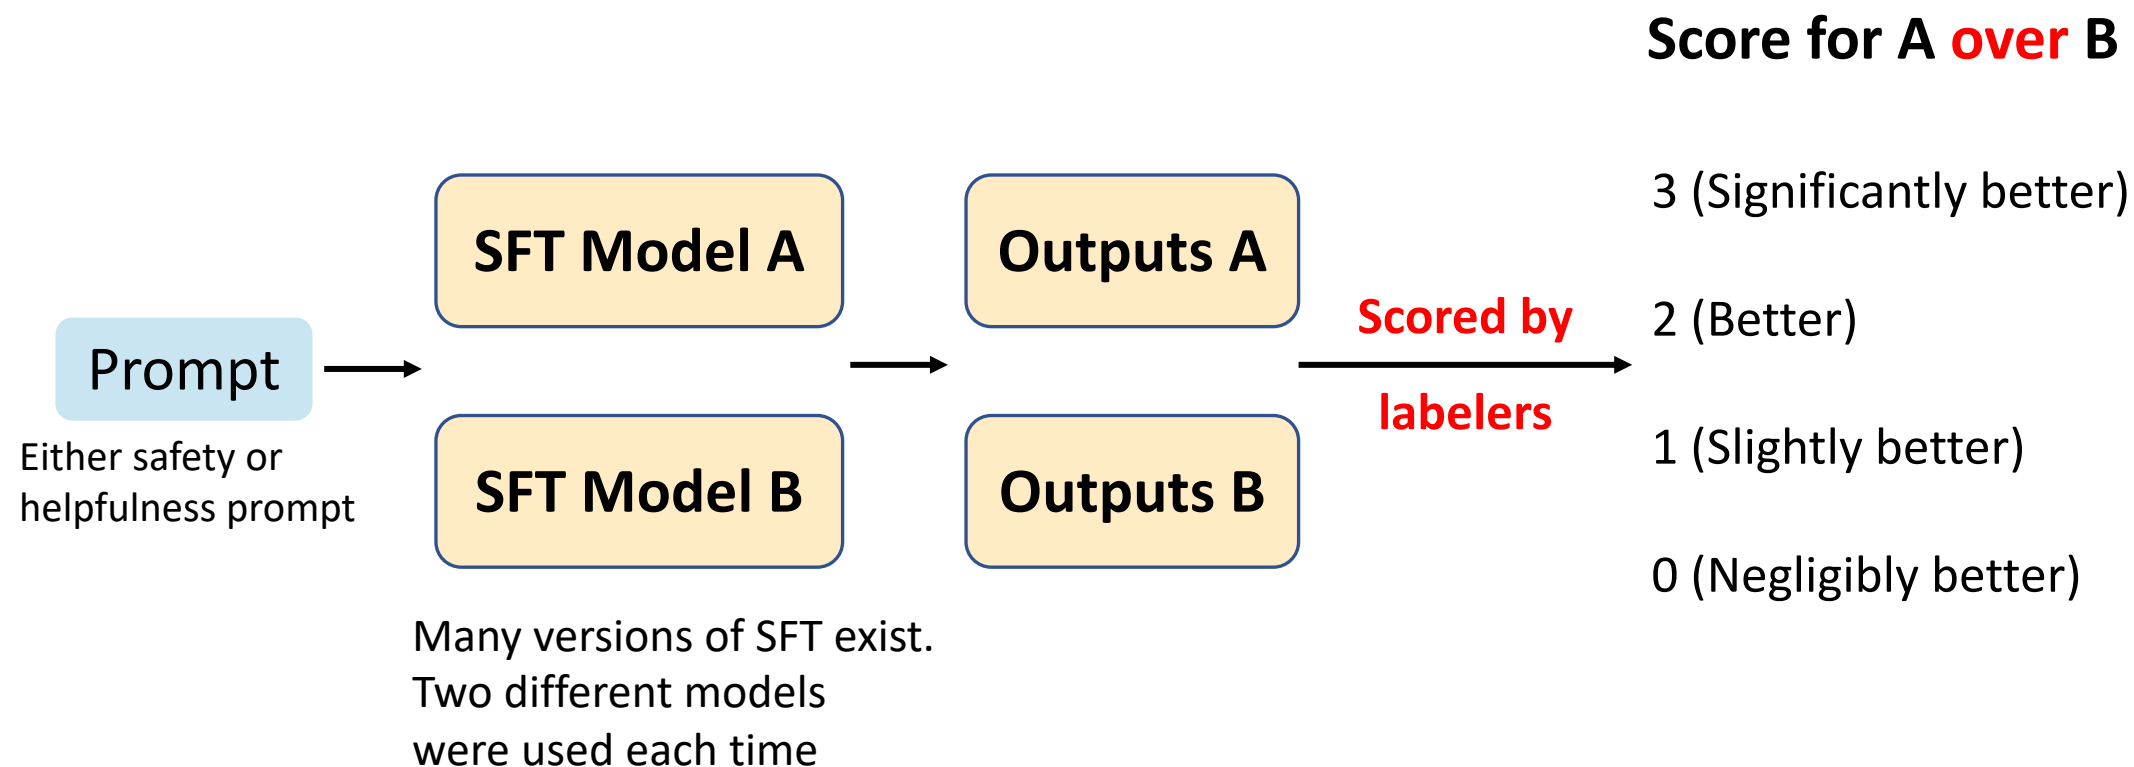 Score for A over B
Prompt
Either safety or
helpfulness prompt
SFT Model A
SFT Model B
Many versions of SFT exist.
Two different models
were used each time
Outputs A
Outputs B
Scored by
labelers
3 (Significantly better)
2 (Better)
1 (Slightly better)
0 (Negligibly better)